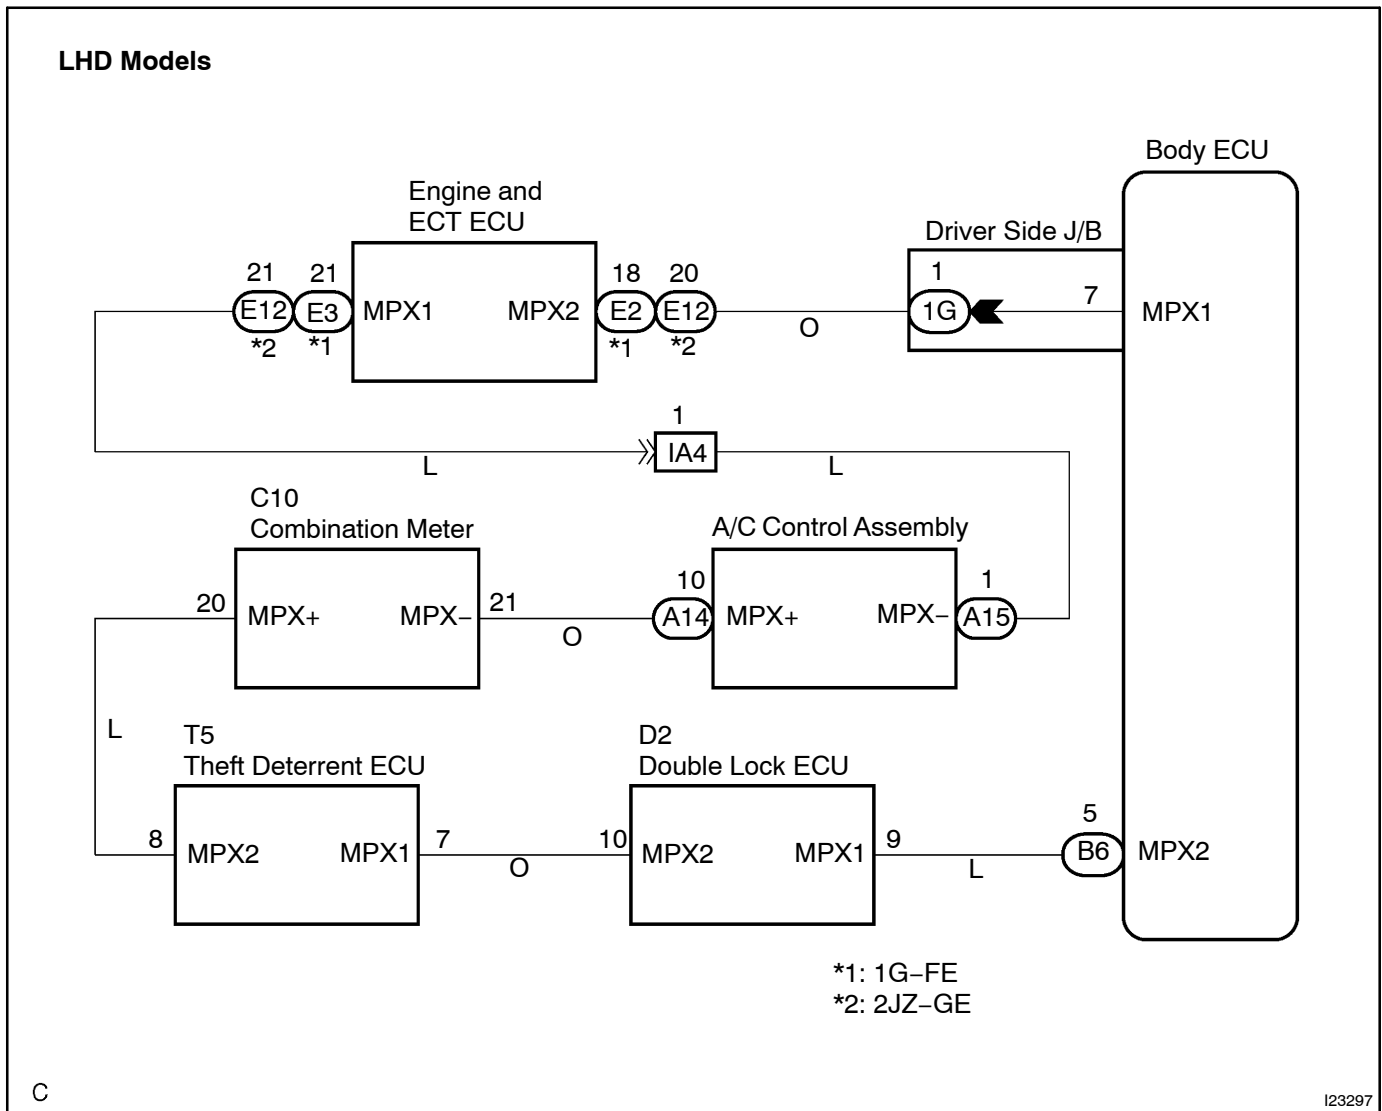 LHD Models
Body ECU
Engine and
ECT ECU
Driver Side J/B
21 21 18 20 1 7
E12 E3 MPX1 MPX2 E2 E12 1G MPX1
*2 *1 *1 *2 O
1
IA4
L L
C10
Combination Meter
A/C Control Assembly
20 MPX+ MPX− 21 O 10 A14 MPX+ MPX− 1 A15
L
T5
Theft Deterrent ECU
D2
Double Lock ECU
8 MPX2 MPX1 7 O 10 MPX2 MPX1 9 L 5 B6 MPX2
*1: 1G−FE
*2: 2JZ−GE
C
I23297